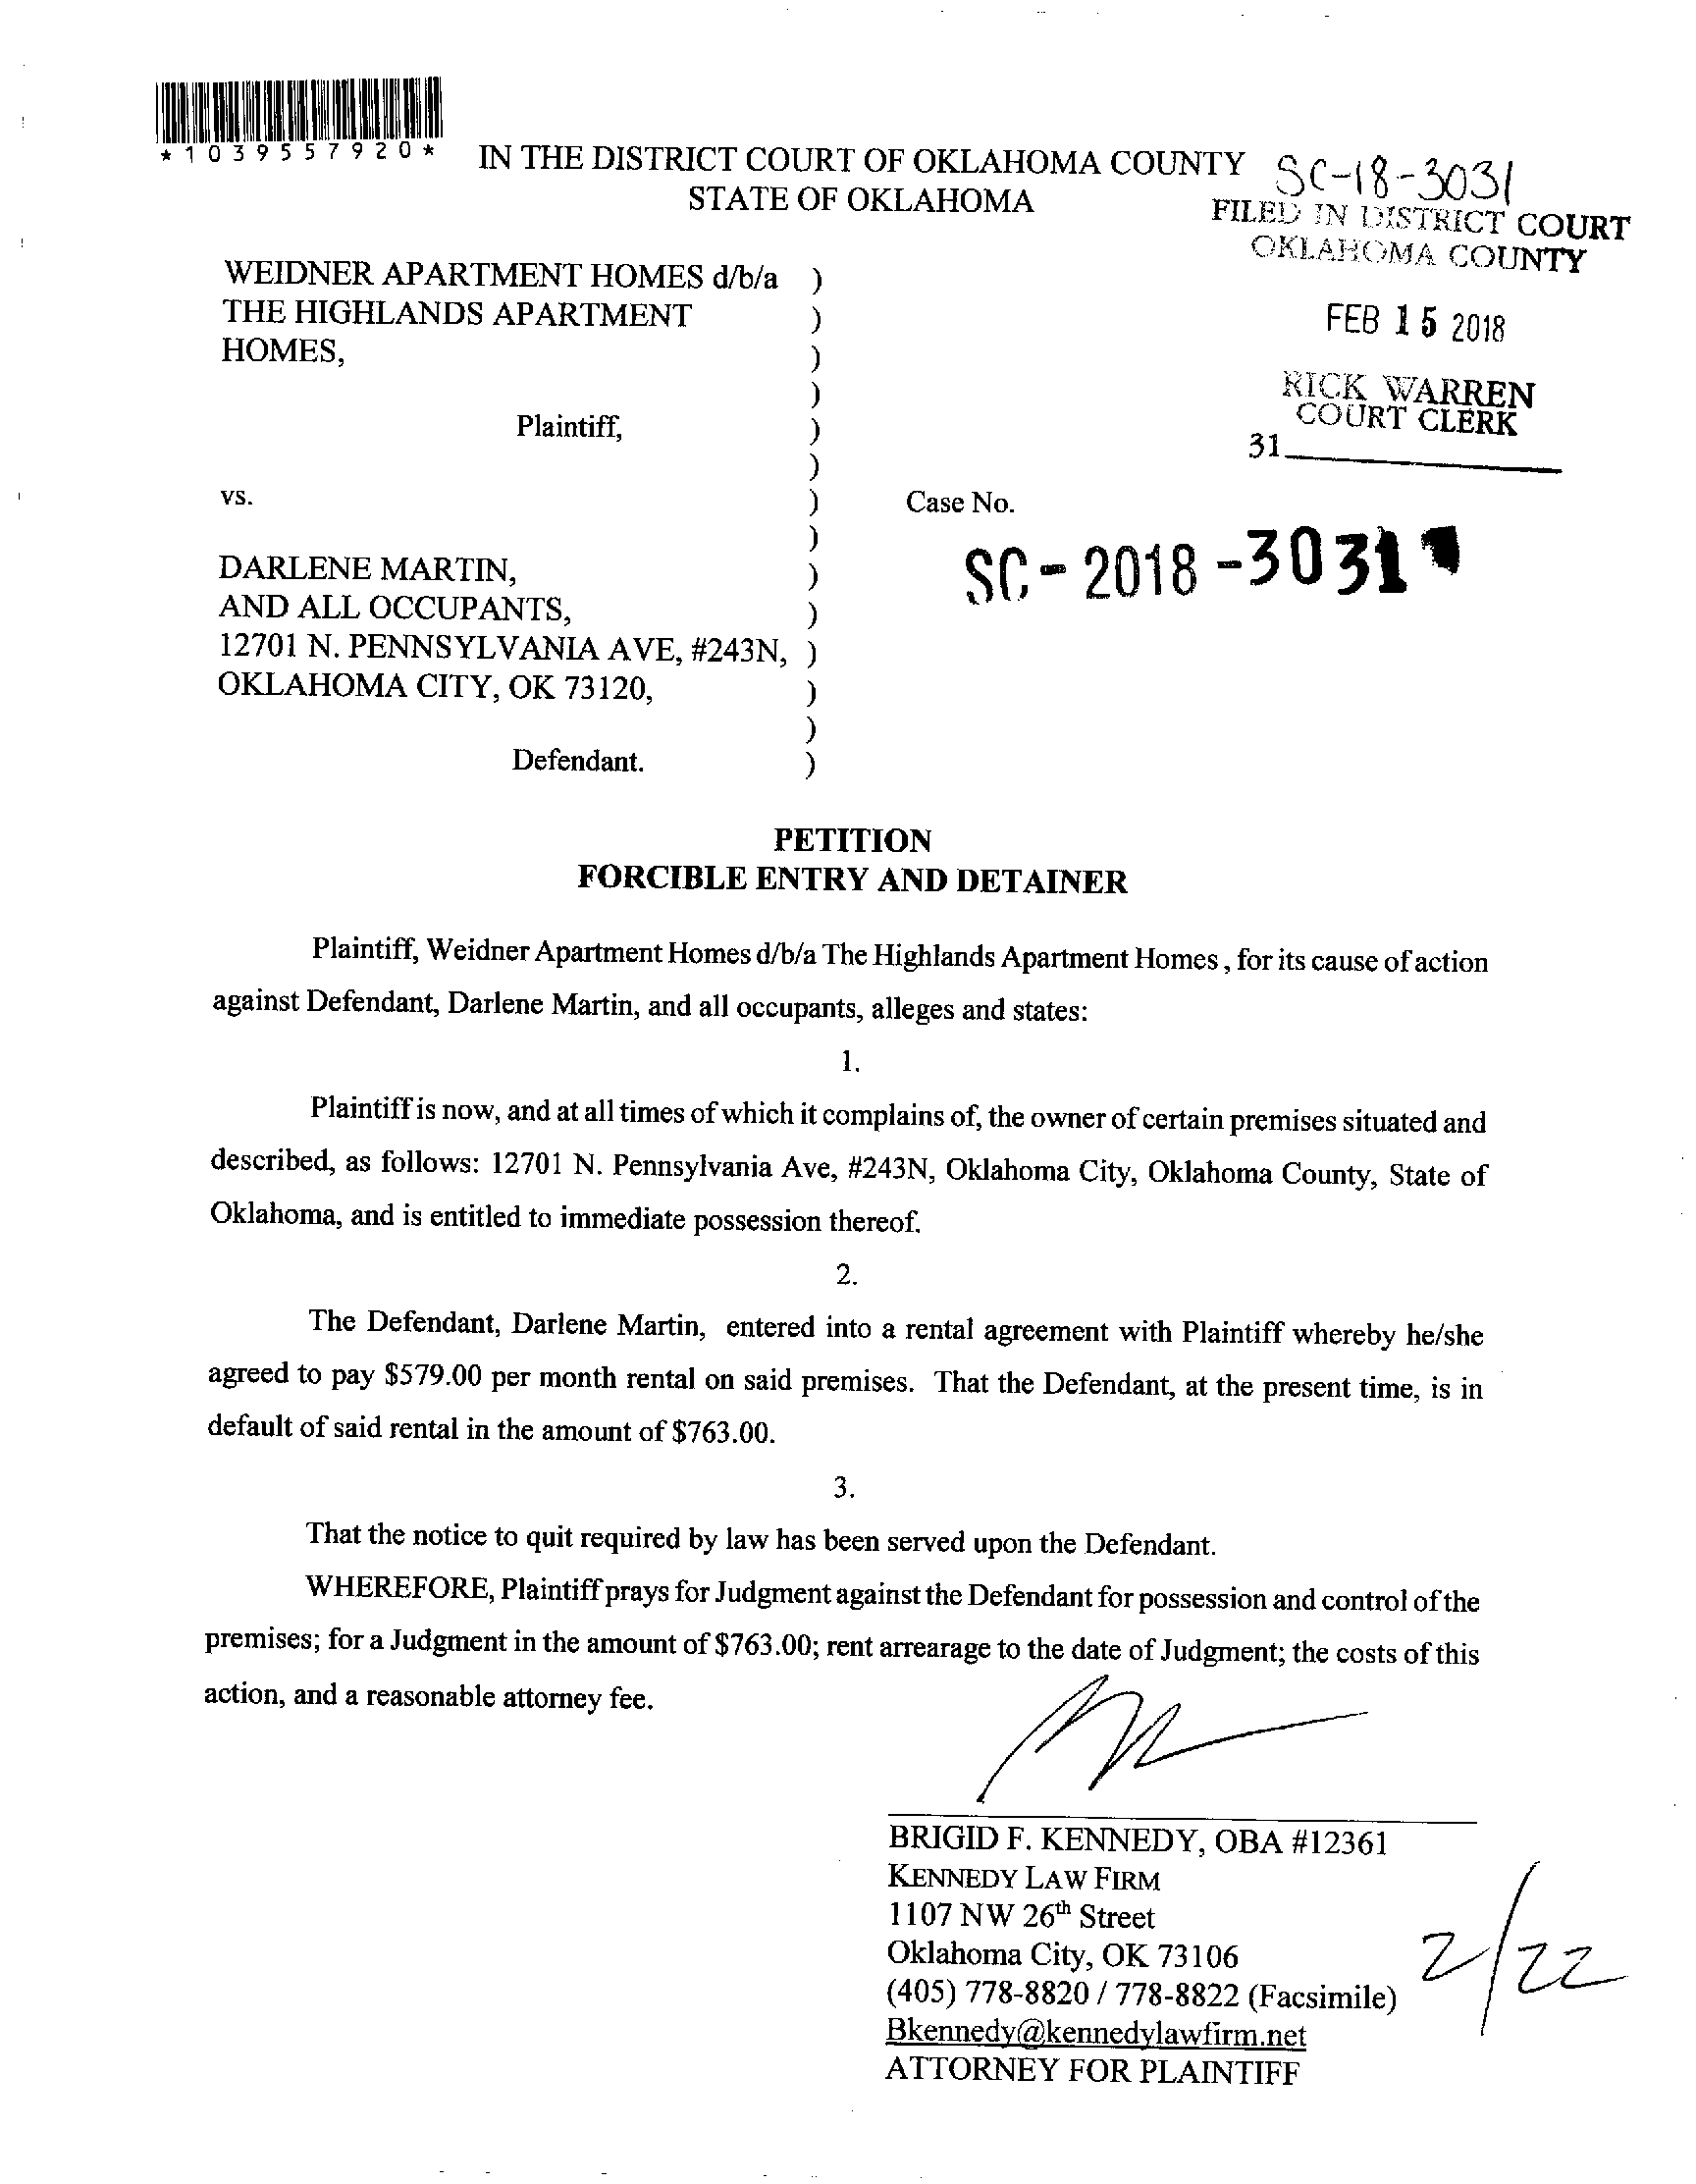 *1039557920*
IN THE DISTRICT COURT OF OKLAHOMA COUNTY
STATE OF OKLAHOMA
SC-18-3031
FILED IN DISTRICT COURT
OKLAHOMA COUNTY
FEB 15 2018
RICK WARREN
COURT CLERK
31
WEIDNER APARTMENT HOMES d/b/a )
THE HIGHLANDS APARTMENT )
HOMES, )
)
Plaintiff, )
)
vs. )
)
DARLENE MARTIN, )
AND ALL OCCUPANTS, )
12701 N. PENNSYLVANIA AVE, #243N, )
OKLAHOMA CITY, OK 73120, )
)
Defendant. )
Case No.
SC-2018-3031
PETITION
FORCIBLE ENTRY AND DETAINER
Plaintiff, Weidner Apartment Homes d/b/a The Highlands Apartment Homes , for its cause of action
against Defendant, Darlene Martin, and all occupants, alleges and states:
1.
Plaintiff is now, and at all times of which it complains of, the owner of certain premises situated and
described, as follows: 12701 N. Pennsylvania Ave, #243N, Oklahoma City, Oklahoma County, State of
Oklahoma, and is entitled to immediate possession thereof.
2.
The Defendant, Darlene Martin, entered into a rental agreement with Plaintiff whereby he/she
agreed to pay $579.00 per month rental on said premises. That the Defendant, at the present time, is in
default of said rental in the amount of $763.00.
3.
That the notice to quit required by law has been served upon the Defendant.
WHEREFORE, Plaintiff prays for Judgment against the Defendant for possession and control of the
premises; for a Judgment in the amount of $763.00; rent arrearage to the date of Judgment; the costs of this
action, and a reasonable attorney fee.
BRIGID F. KENNEDY, OBA #12361
KENNEDY LAW FIRM
1107 NW 26th Street
Oklahoma City, OK 73106
(405) 778-8820 / 778-8822 (Facsimile)
Bkennedy@kennedylawfirm.net
ATTORNEY FOR PLAINTIFF
2/22